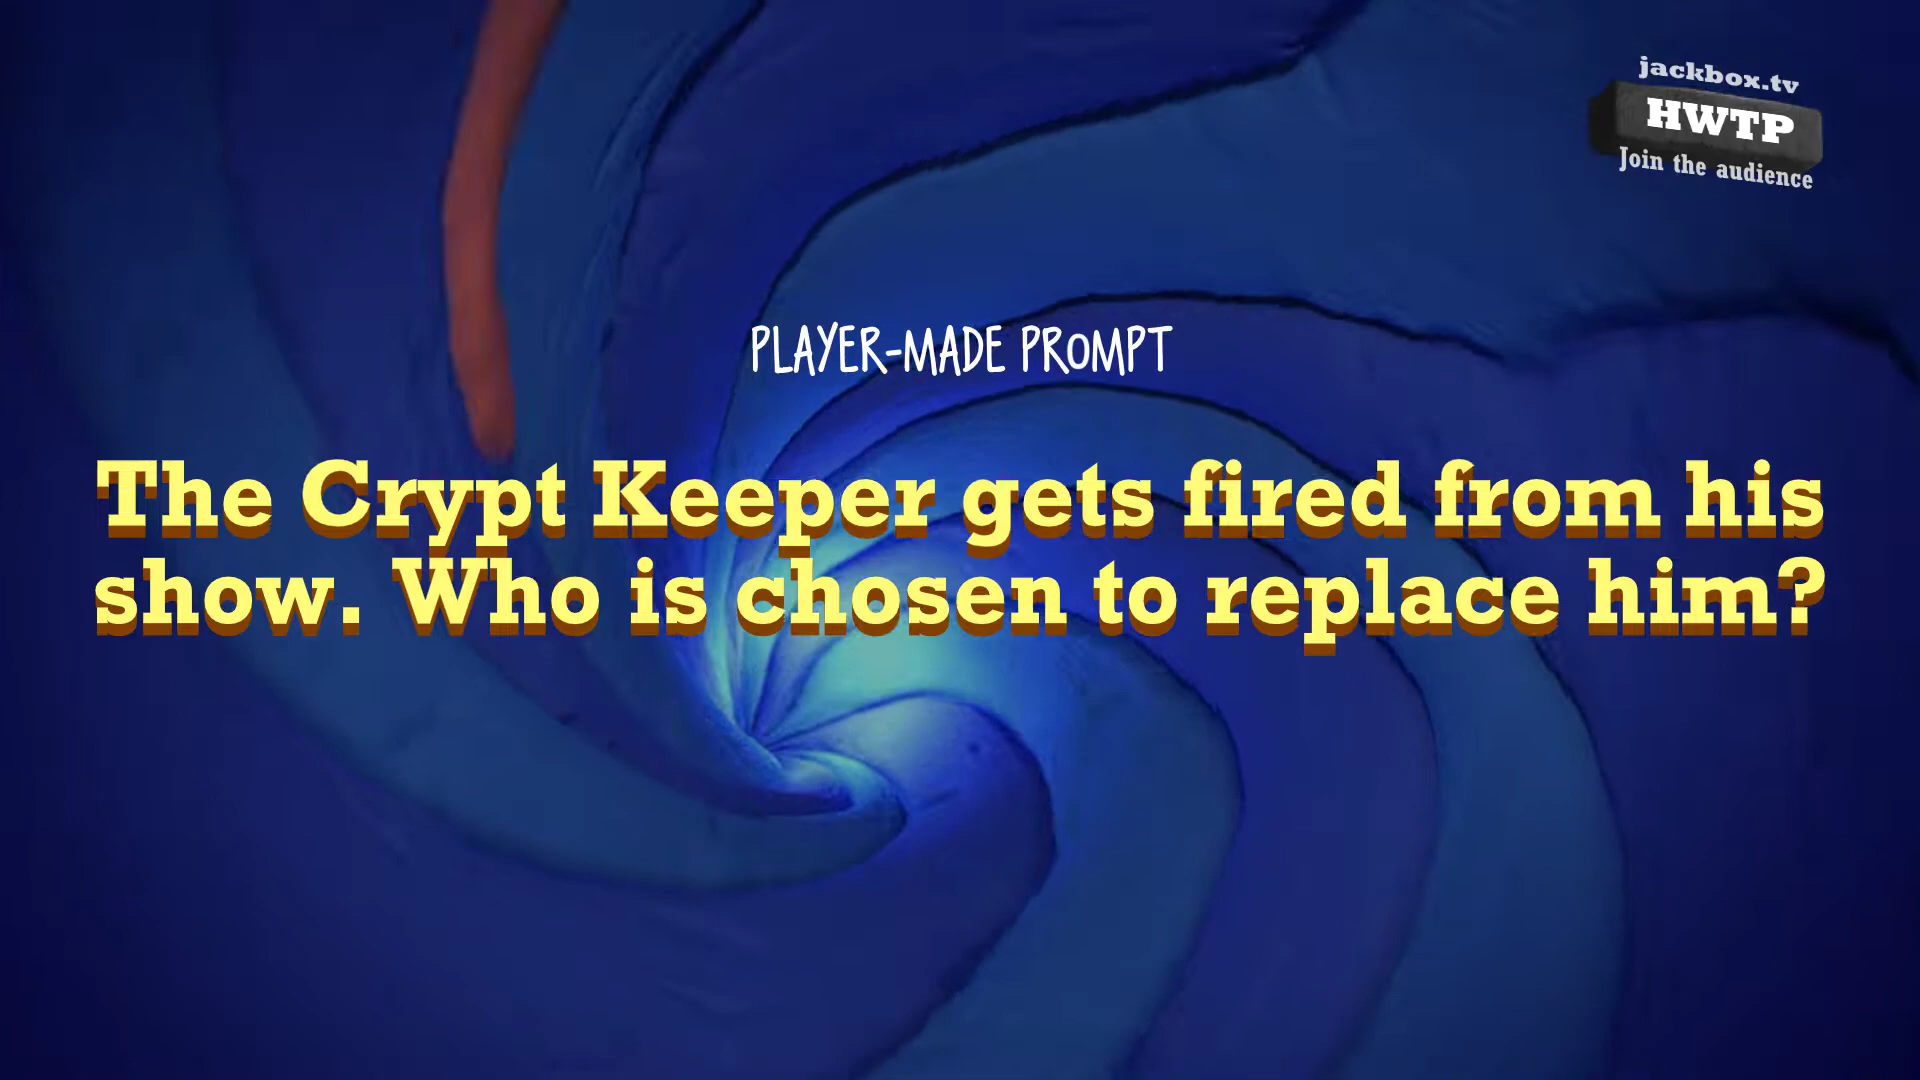 jackbox.tv
HWTP
Join the audience
PLAYER-MADE PROMPT
The Crypt Keeper gets fired from his
show. Who is chosen to replace him?